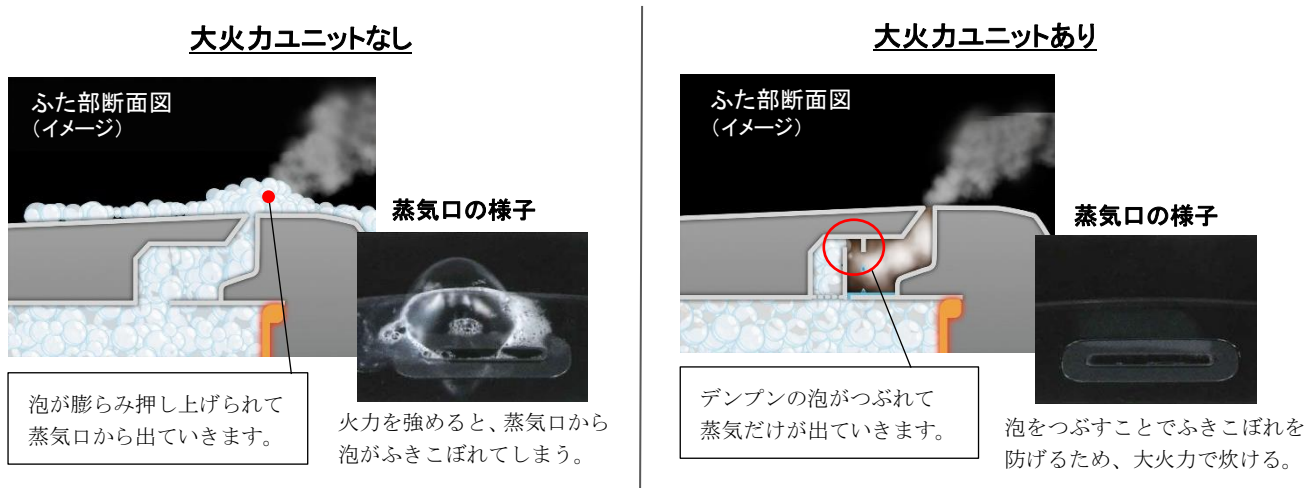 大火力ユニットなし
ふた部断面図
（イメージ）
蒸気口の様子
泡が膨らみ押し上げられて
蒸気口から出ていきます。
火力を強めると、蒸気口から
泡がふきこぼれてしまう。
大火力ユニットあり
ふた部断面図
（イメージ）
蒸気口の様子
デンプンの泡がつぶれて
蒸気だけが出ていきます。
泡をつぶすことでふきこぼれを
防げるため、大火力で炊ける。